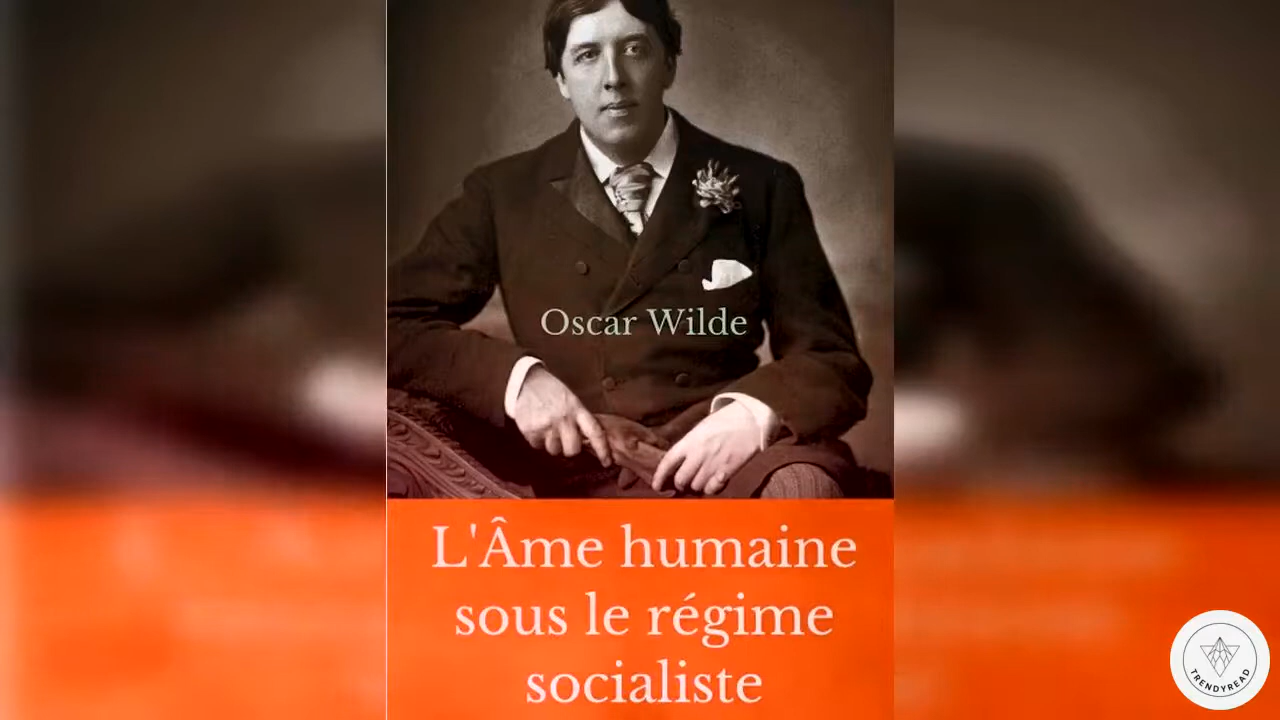 Oscar Wilde
L'Âme humaine
sous le régime
socialiste
TRENDYREAD